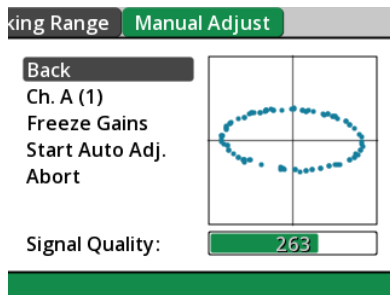 king Range Manual Adjust
Back
Ch. A (1)
Freeze Gains
Start Auto Adj.
Abort
Signal Quality: 263